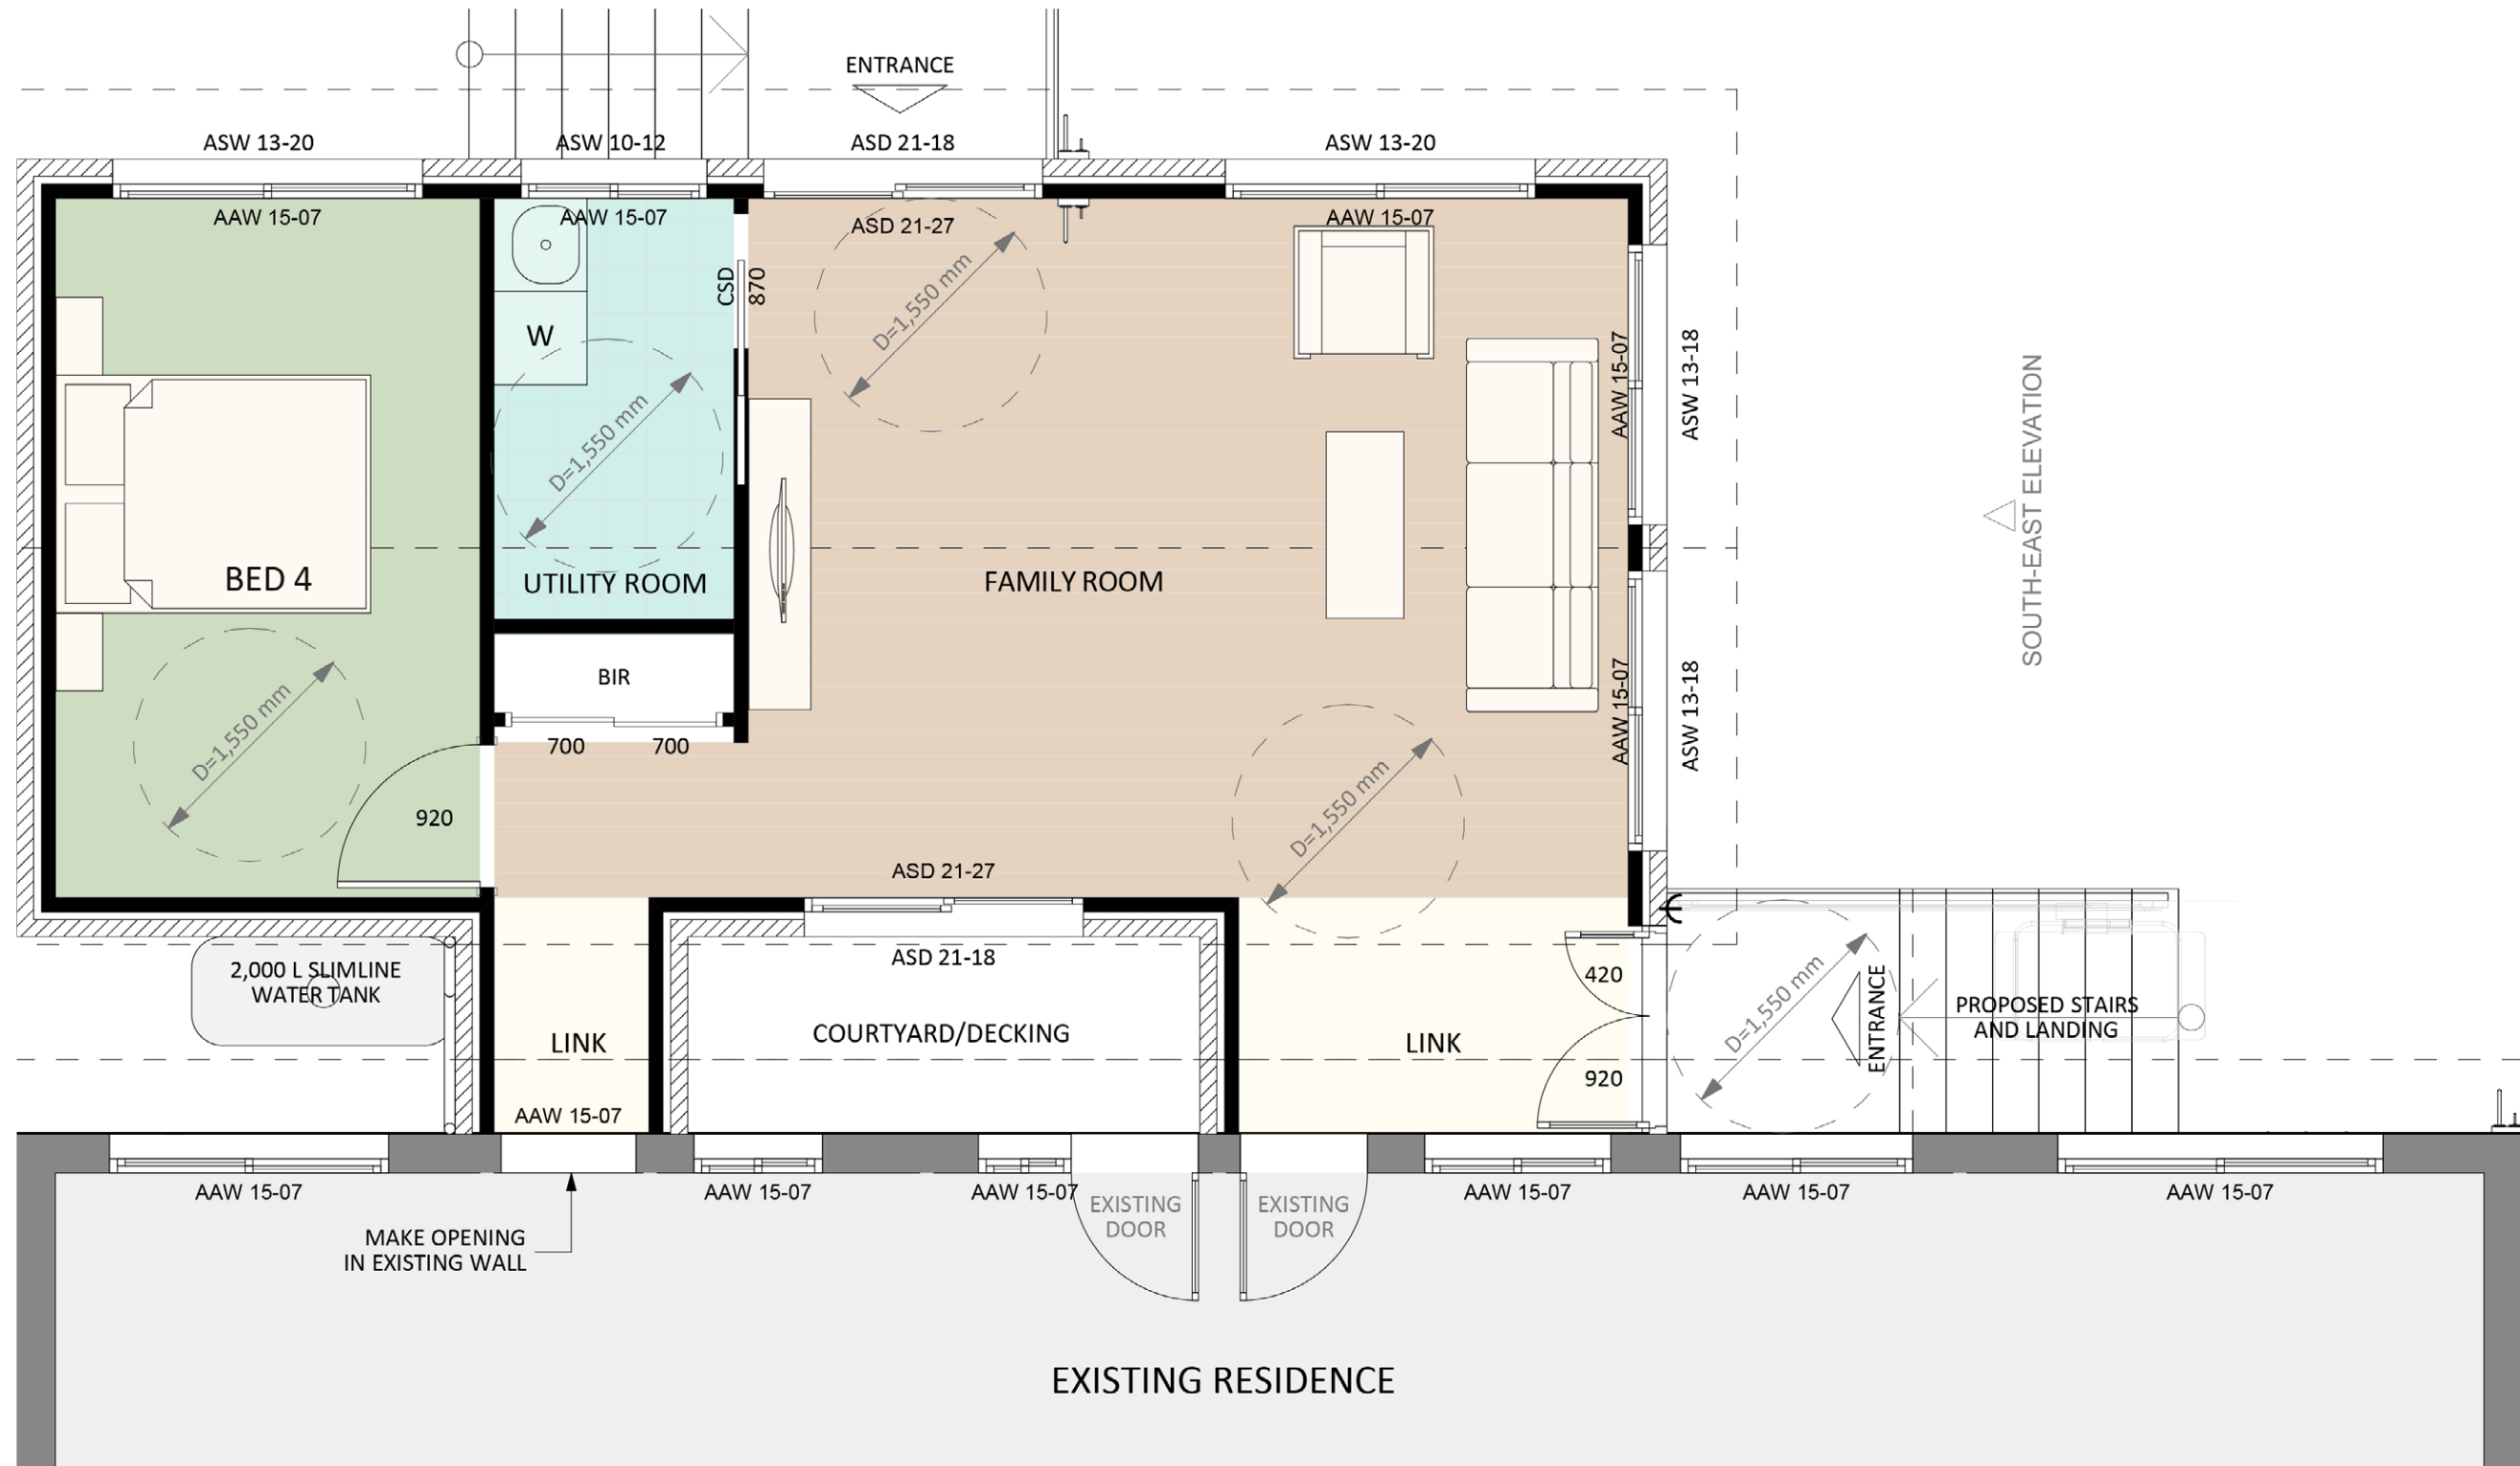 ENTRANCE
ASW 13-20
ASW 10-12
ASD 21-18
ASW 13-20
AAW 15-07
AAW 15-07
ASD 21-27
AAW 15-07
CSD
870
D=1,550 mm
W
D=1,550 mm
AAW 15-07
ASW 13-18
SOUTH-EAST ELEVATION
BED 4
UTILITY ROOM
FAMILY ROOM
BIR
700
700
D=1,550 mm
AAW 15-07
ASW 13-18
920
D=1,550 mm
ASD 21-27
2,000 L SLIMLINE
WATER TANK
ASD 21-18
420
D=1,550 mm
ENTRANCE
PROPOSED STAIRS
AND LANDING
LINK
COURTYARD/DECKING
LINK
920
AAW 15-07
AAW 15-07
AAW 15-07
AAW 15-07
EXISTING
DOOR
EXISTING
DOOR
AAW 15-07
AAW 15-07
AAW 15-07
MAKE OPENING
IN EXISTING WALL
EXISTING RESIDENCE